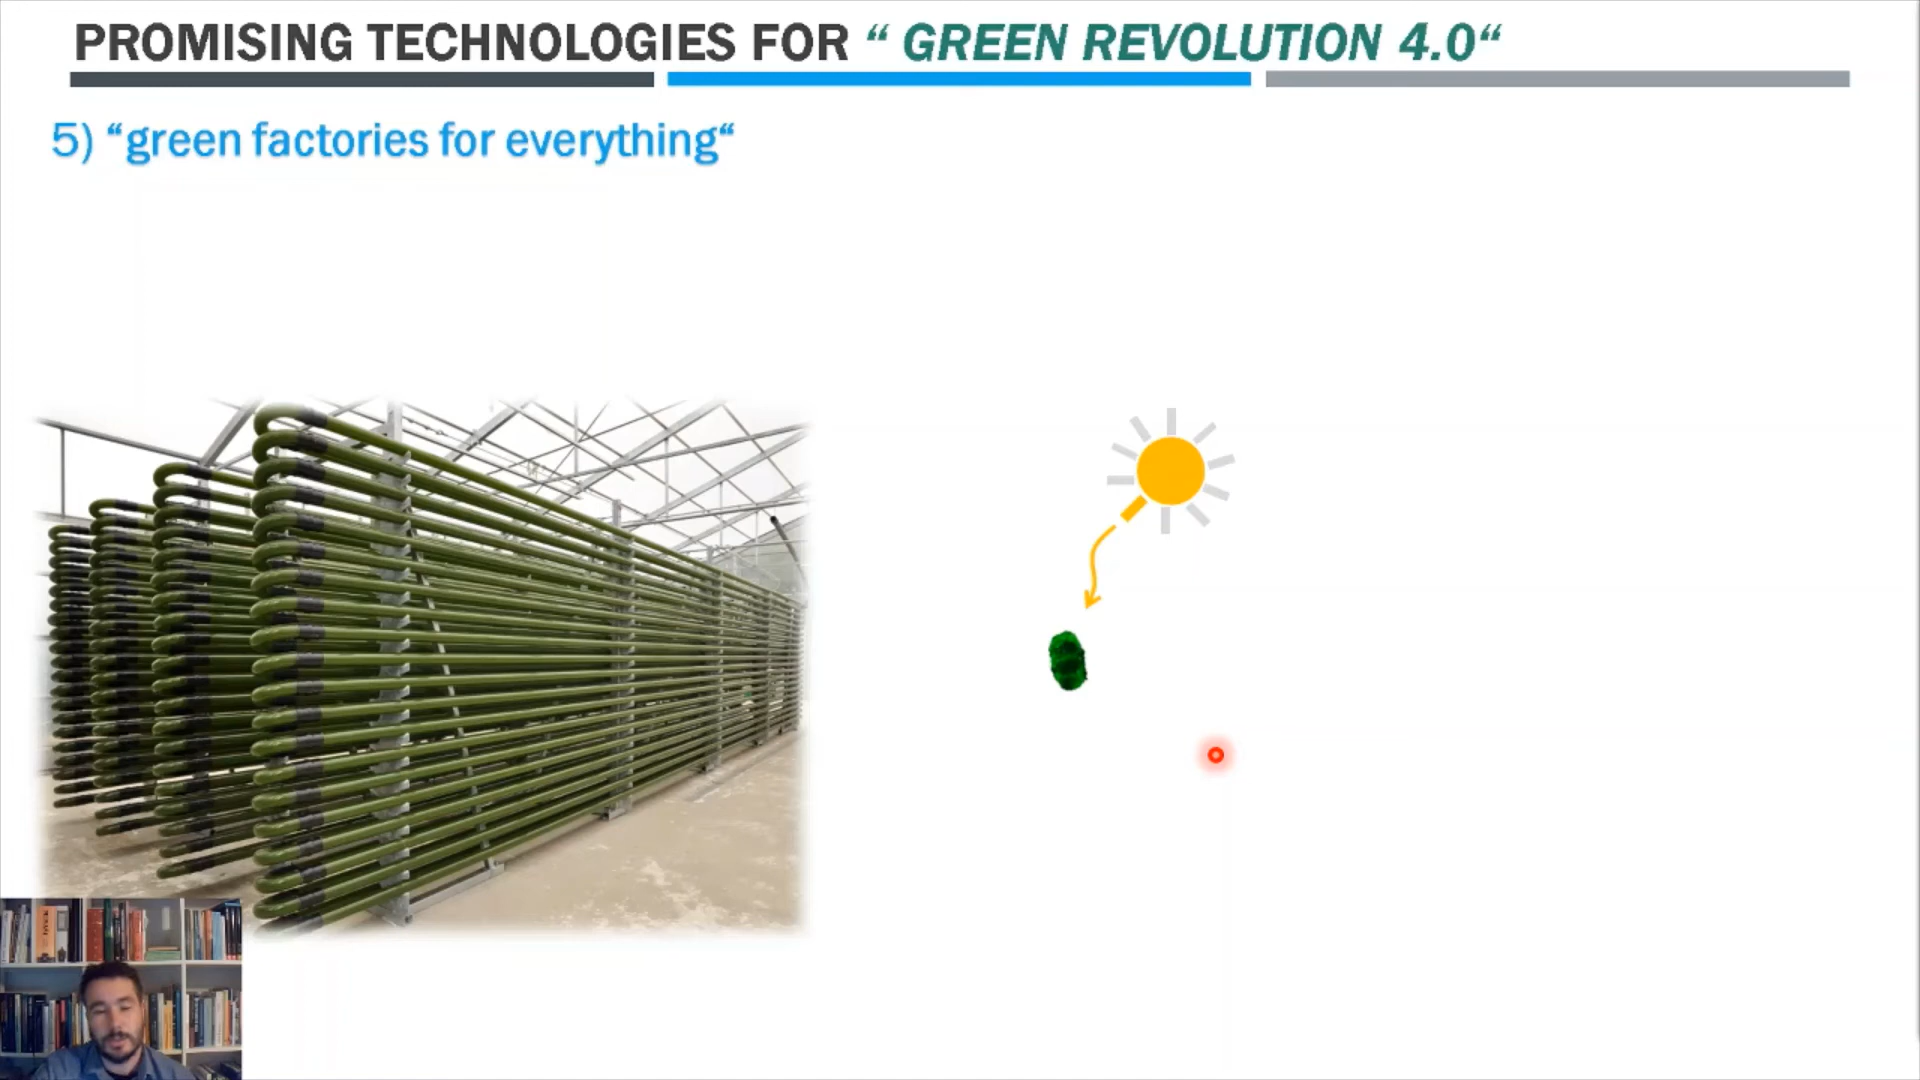 PROMISING TECHNOLOGIES FOR “ GREEN REVOLUTION 4.0“
5) “green factories for everything“